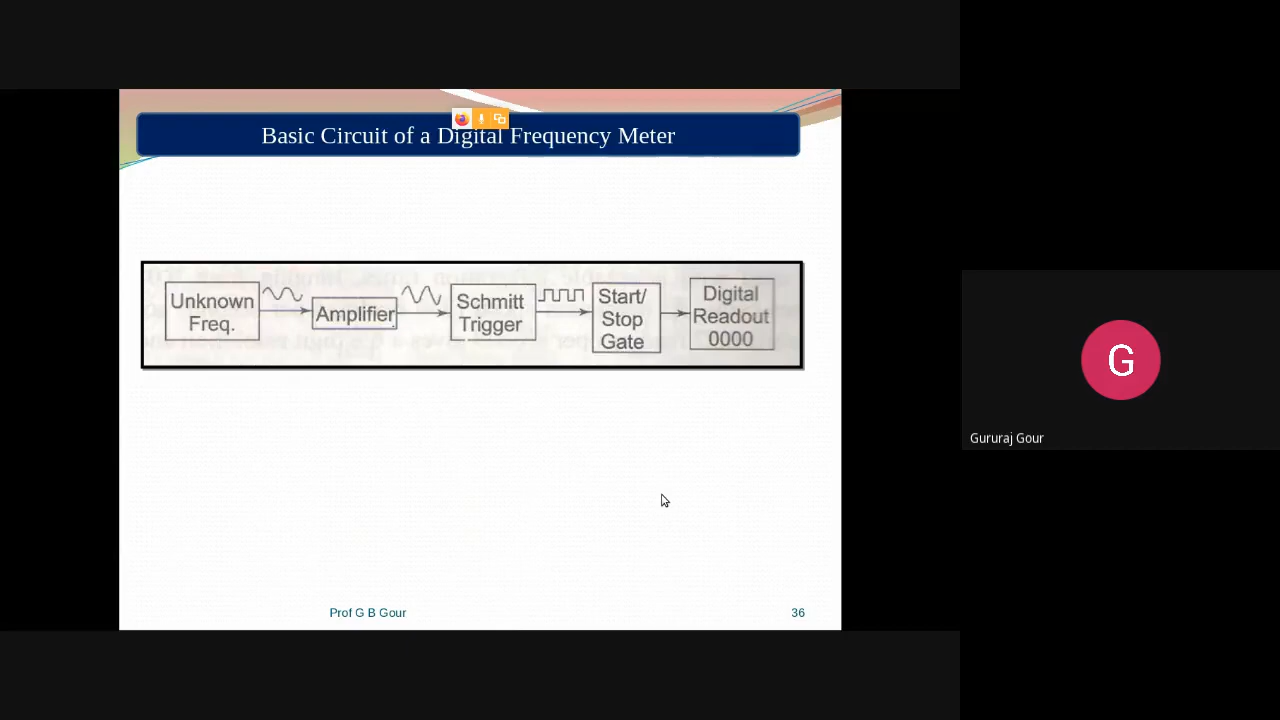 Basic Circuit of a Digital Frequency Meter
Unknown
Freq.
Amplifier
Schmitt
Trigger
Start/
Stop
Gate
Digital
Readout
0000
Prof G B Gour
36
G
Gururaj Gour